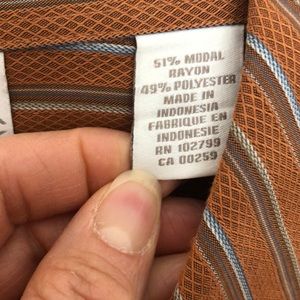 51% MODAL
RAYON
49% POLYESTER
MADE IN
INDONESIA
FABRIQUE EN
INDONESIE
RN 102799
CA 00259